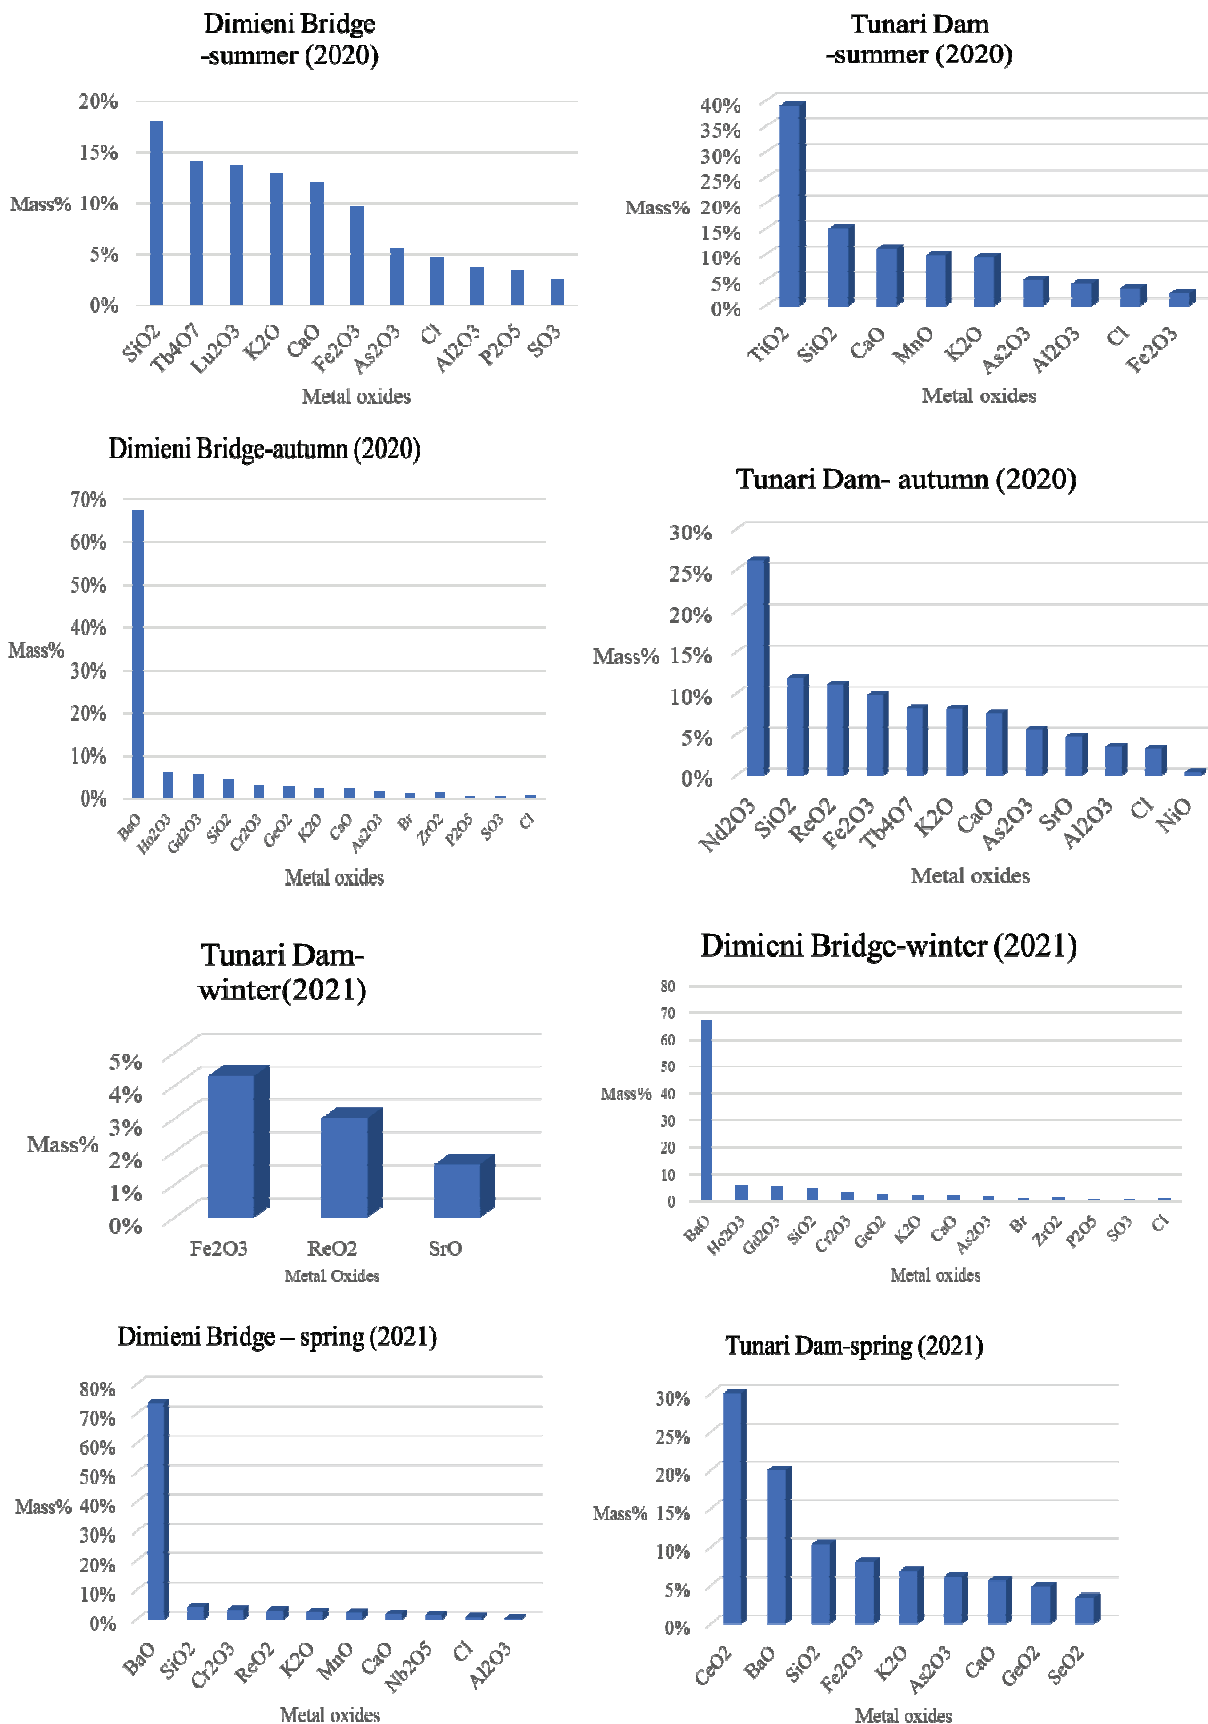 Dimieni Bridge
-summer (2020)
20%
15%
Mass%
10%
5%
0%
SiO2 Tb4O7 Lu2O3 K2O CaO Fe2O3 As2O3 Cl Al2O3 P2O5 SO3
Metal oxides
Tunari Dam
-summer (2020)
40%
35%
30%
25%
Mass% 20%
15%
10%
5%
0%
TiO2 SiO2 CaO MnO K2O As2O3 Al2O3 Cl Fe2O3
Metal oxides
Dimieni Bridge-autumn (2020)
70%
60%
50%
40%
Mass%
30%
20%
10%
0%
BaO Ho2O3 Gd2O3 SiO2 Cr2O3 GeO2 K2O CaO As2O3 Br ZrO2 P2O5 SO3 Cl
Metal oxides
Tunari Dam- autumn (2020)
30%
25%
20%
Mass% 15%
10%
5%
0%
Nd2O3 SiO2 ReO2 Fe2O3 Tb4O7 K2O CaO As2O3 SrO Al2O3 Cl NiO
Metal oxides
Tunari Dam-
winter(2021)
5%
4%
3%
Mass%
2%
1%
0%
Fe2O3 ReO2 SrO
Metal Oxides
Dimieni Bridge-winter (2021)
80
70
60
50
Mass% 40
30
20
10
0
BaO Ho2O3 Gd2O3 SiO2 Cr2O3 GeO2 K2O CaO As2O3 Br ZrO2 P2O5 SO3 Cl
Metal oxides
Dimieni Bridge – spring (2021)
80%
70%
60%
50%
Mass% 40%
30%
20%
10%
0%
BaO SiO2 Cr2O3 ReO2 K2O MnO CaO Nb2O5 Cl Al2O3
Metal oxides
Tunari Dam-spring (2021)
30%
25%
20%
Mass% 15%
10%
5%
0%
CeO2 BaO SiO2 Fe2O3 K2O As2O3 CaO GeO2 SeO2
Metal oxides